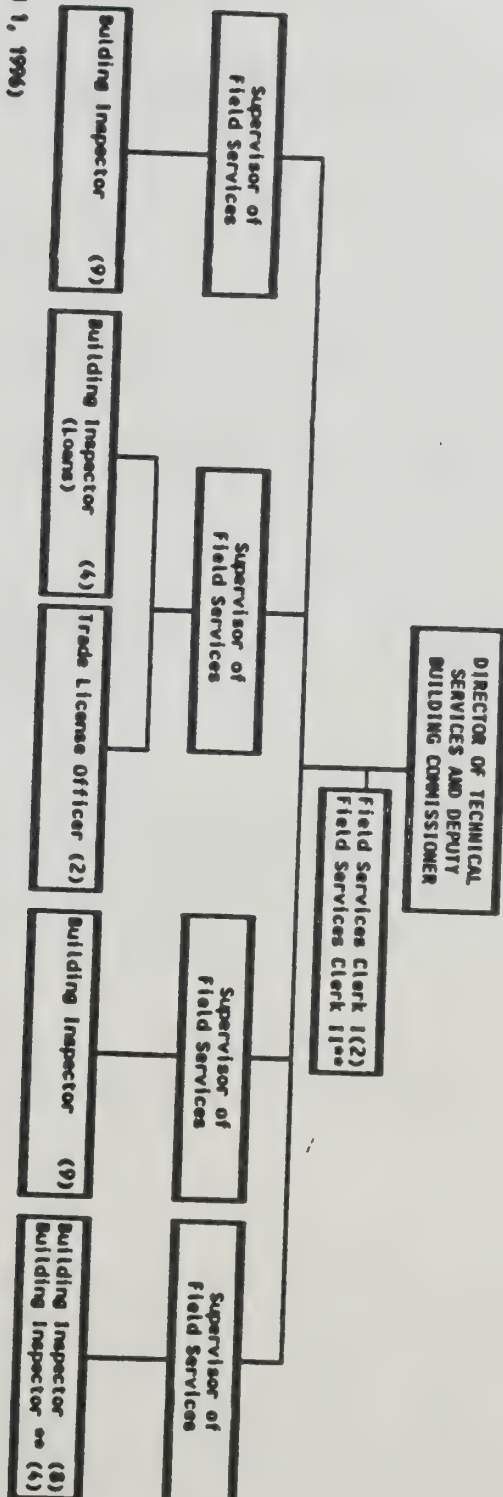 DIRECTOR OF TECHNICAL
SERVICES AND DEPUTY
BUILDING COMMISSIONER
Field Services Clerk I(2)
Field Services Clerk II**
Supervisor of
Field Services
Supervisor of
Field Services
Supervisor of
Field Services
Supervisor of
Field Services
Building Inspector (9)
Building Inspector
(Loans) (4)
Trade License Officer (2)
Building Inspector (9)
Building Inspector (8)
Building Inspector ** (4)
1, 1996)